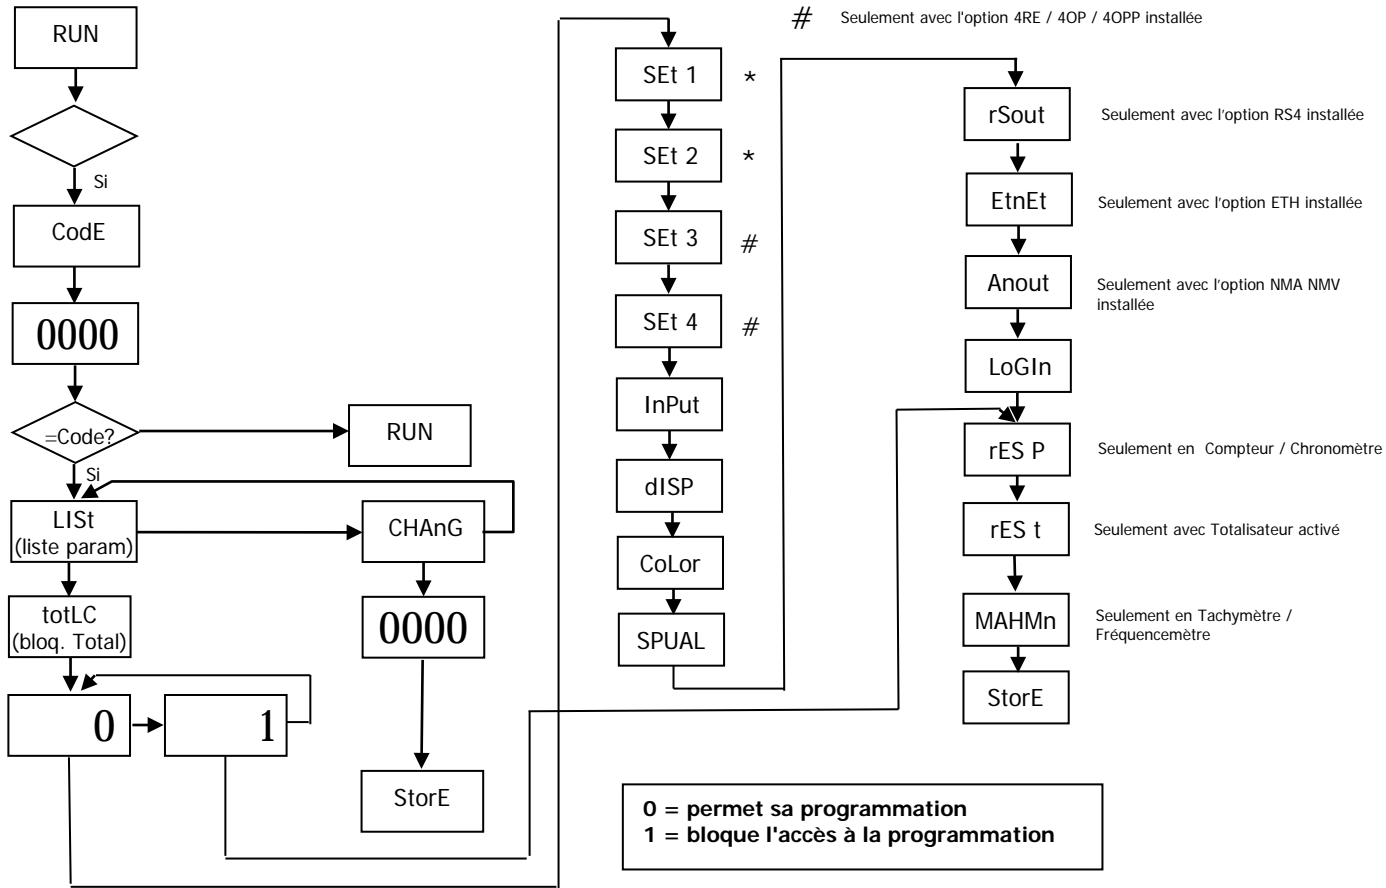 RUN
Si
CodE
0000
=Code?
RUN
Si
LISt
(liste param)
CHAnG
totLC
(bloq. Total)
0000
0
1
StorE
# Seulement avec l'option 4RE / 4OP / 4OPP installée
SEt 1 *
SEt 2 *
SEt 3 #
SEt 4 #
InPut
dISP
CoLor
SPUAL
rSout
Seulement avec l'option RS4 installée
EtnEt
Seulement avec l'option ETH installée
Anout
Seulement avec l'option NMA NMV
installée
LoGIn
rES P
Seulement en Compteur / Chronomètre
rES t
Seulement avec Totalisateur activé
MAHMn
Seulement en Tachymètre /
Fréquencemètre
StorE
0 = permet sa programmation
1 = bloque l'accès à la programmation